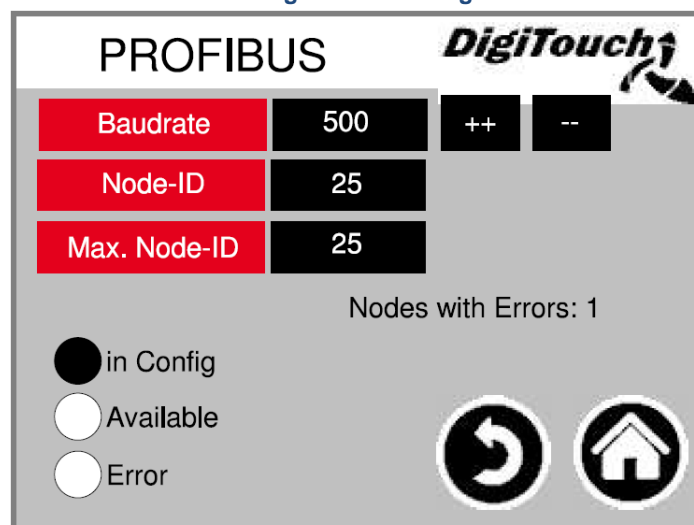 PROFIBUS
DigiTouch
Baudrate 500 ++ --
Node-ID 25
Max. Node-ID 25
Nodes with Errors: 1
in Config
Available
Error